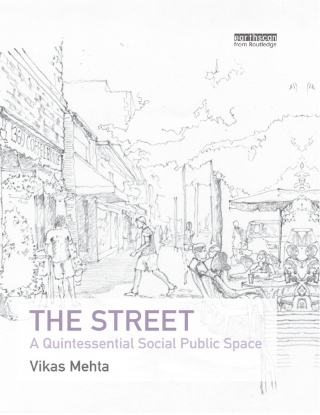 earthscan
from Routledge
THE STREET
A Quintessential Social Public Space
Vikas Mehta